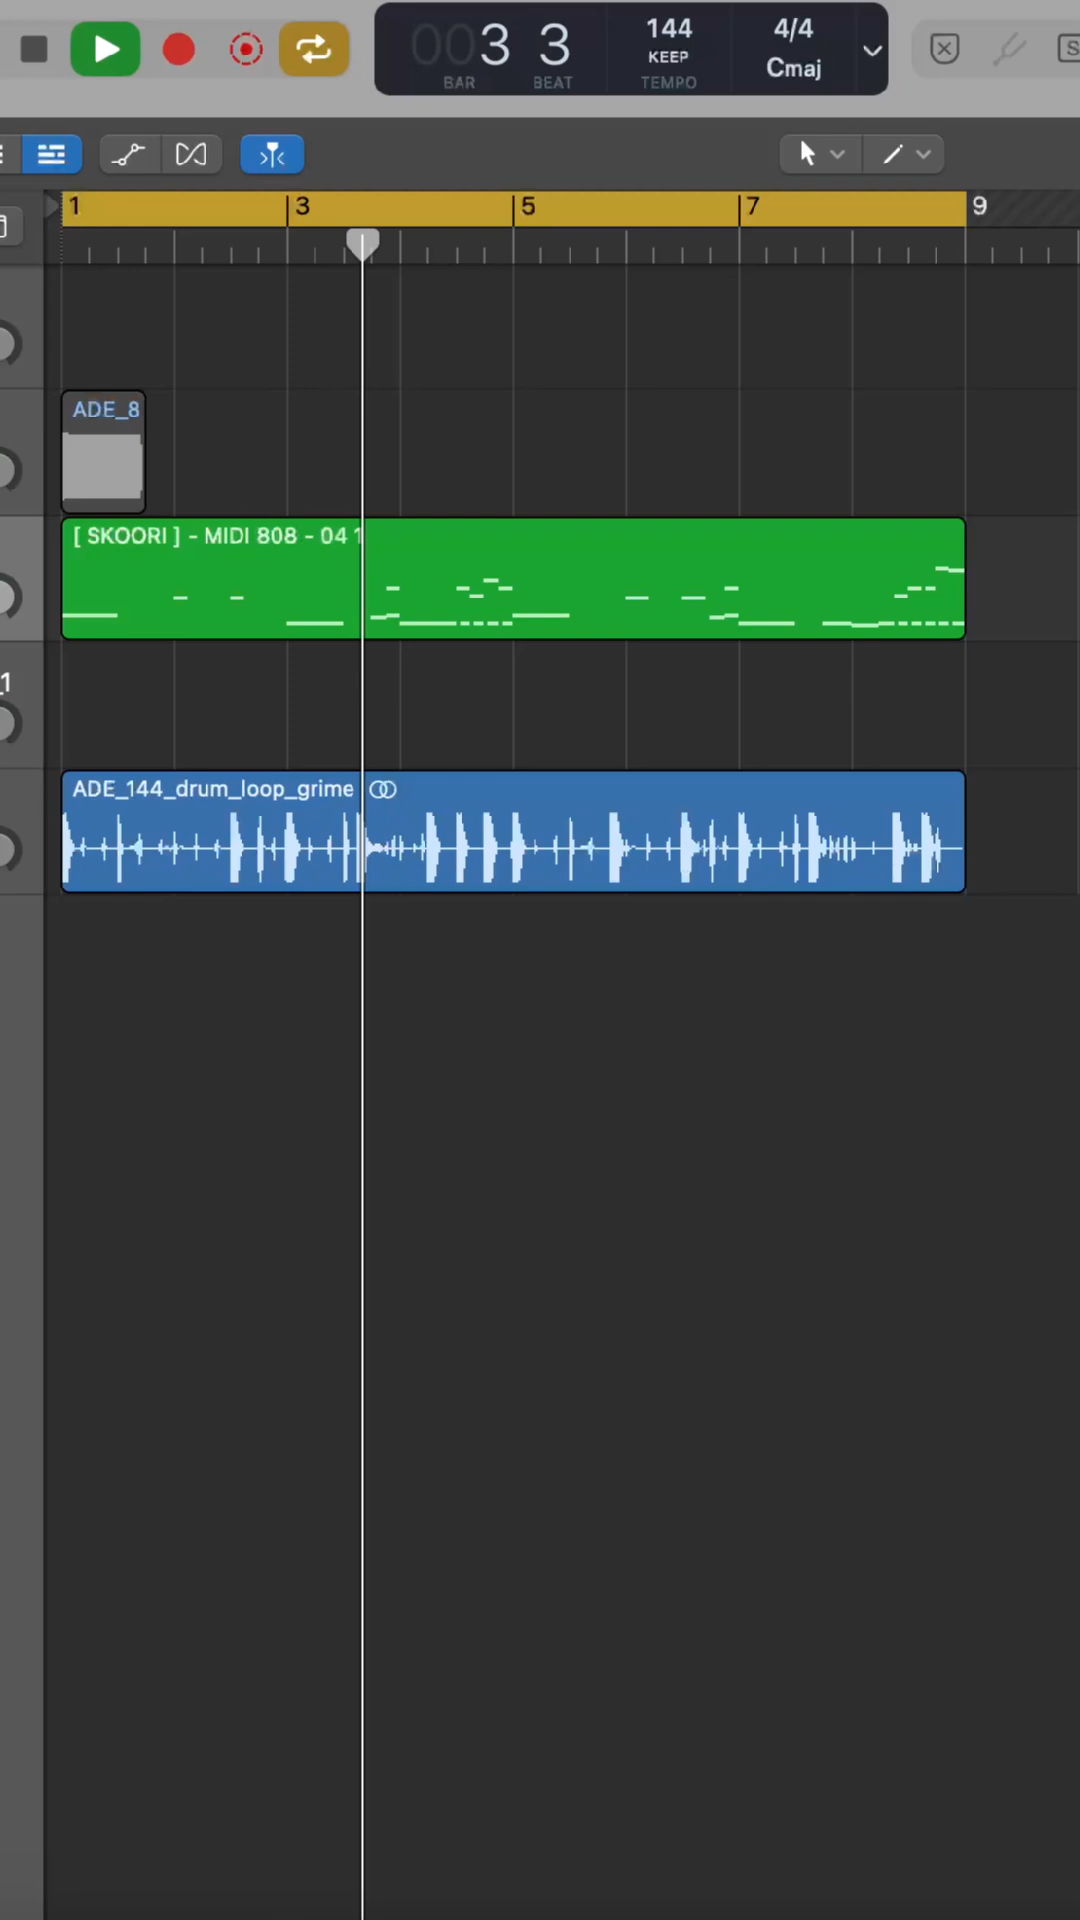 003 3
BAR BEAT
144
KEEP
TEMPO
4/4
Cmaj
S
1 3 5 7 9
ADE_8
[ SKOORI ] - MIDI 808 - 04 1
_1
ADE_144_drum_loop_grime